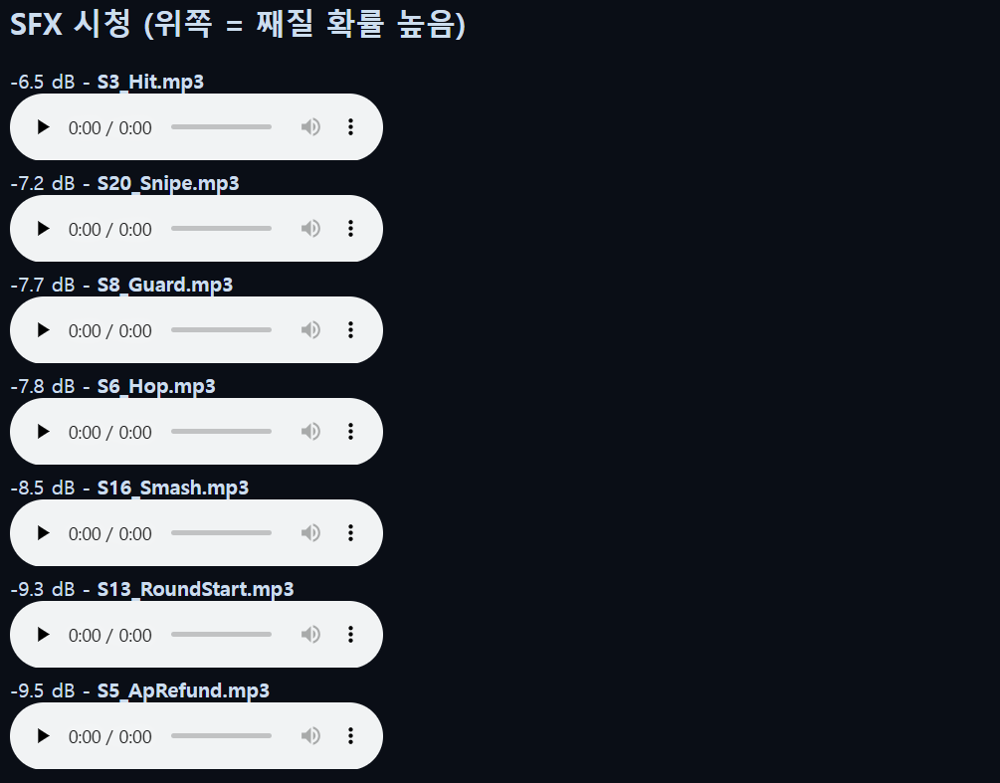 SFX 시청 (위쪽 = 째질 확률 높음)
-6.5 dB - S3_Hit.mp3
0:00 / 0:00
-7.2 dB - S20_Snipe.mp3
0:00 / 0:00
-7.7 dB - S8_Guard.mp3
0:00 / 0:00
-7.8 dB - S6_Hop.mp3
0:00 / 0:00
-8.5 dB - S16_Smash.mp3
0:00 / 0:00
-9.3 dB - S13_RoundStart.mp3
0:00 / 0:00
-9.5 dB - S5_ApRefund.mp3
0:00 / 0:00